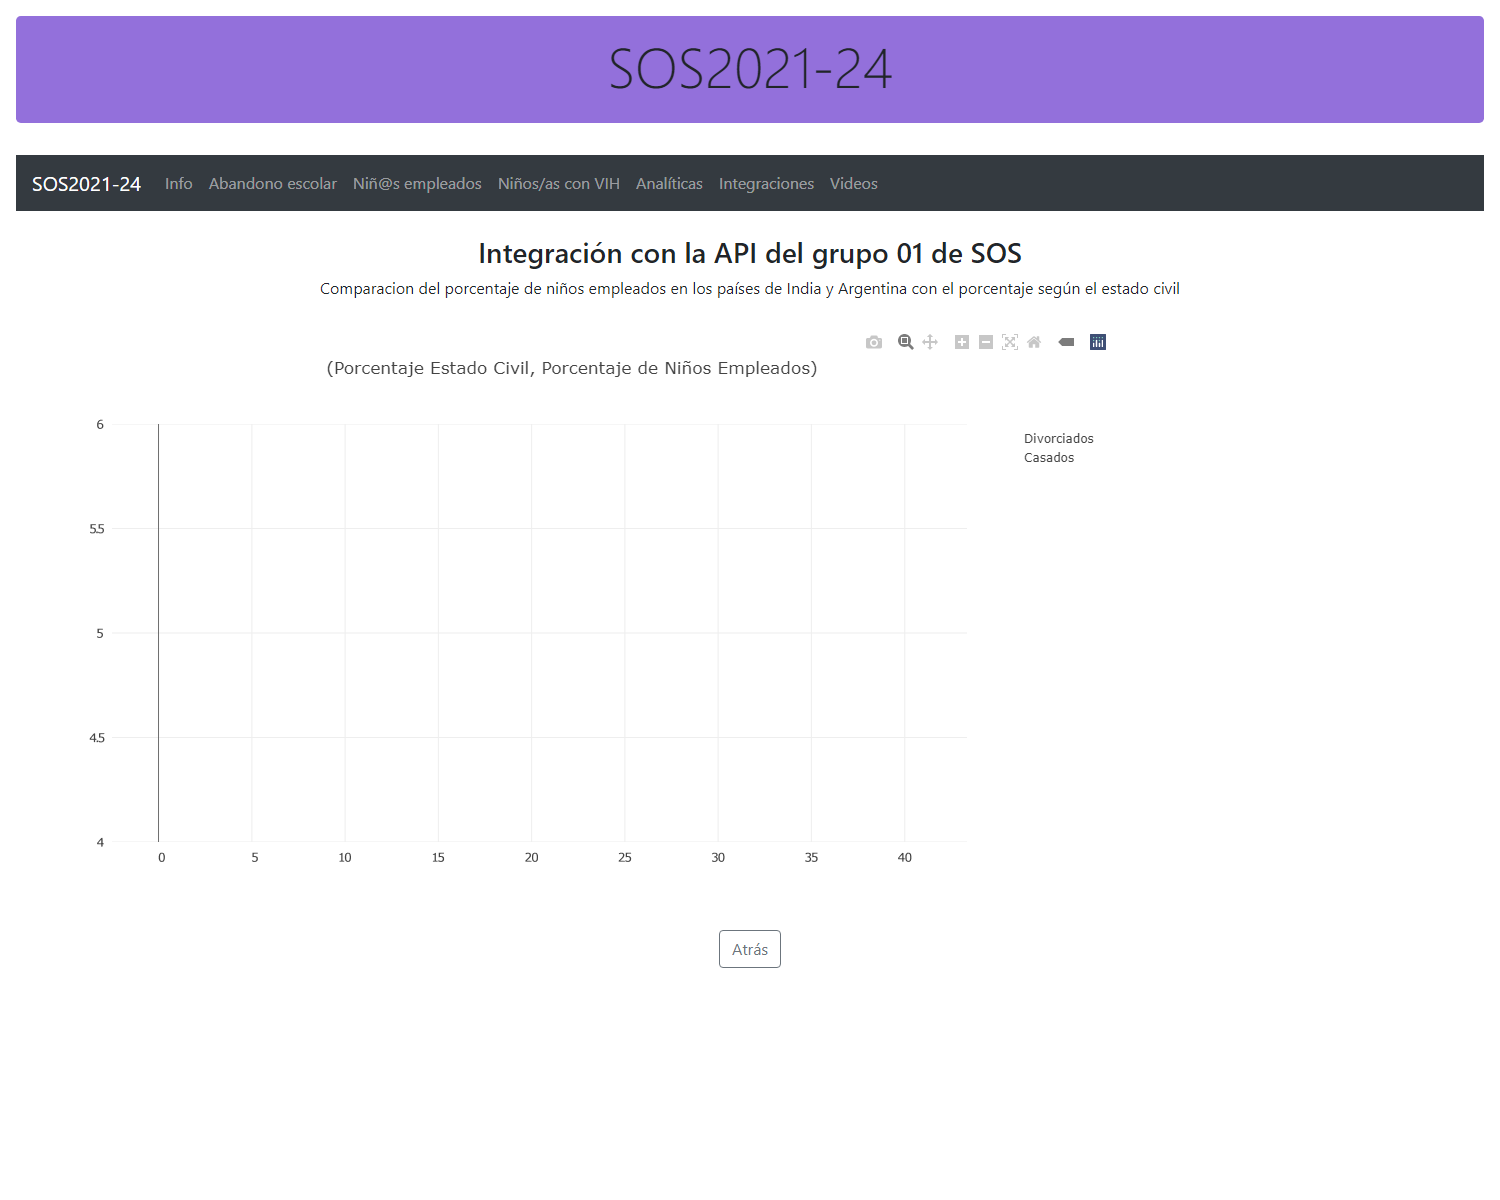 SOS2021-24
SOS2021-24 Info Abandono escolar Niñ@s empleados Niños/as con VIH Analíticas Integraciones Videos
Integración con la API del grupo 01 de SOS
Comparacion del porcentaje de niños empleados en los países de India y Argentina con el porcentaje según el estado civil
(Porcentaje Estado Civil, Porcentaje de Niños Empleados)
6
5.5
5
4.5
4
0 5 10 15 20 25 30 35 40
Divorciados
Casados
Atrás